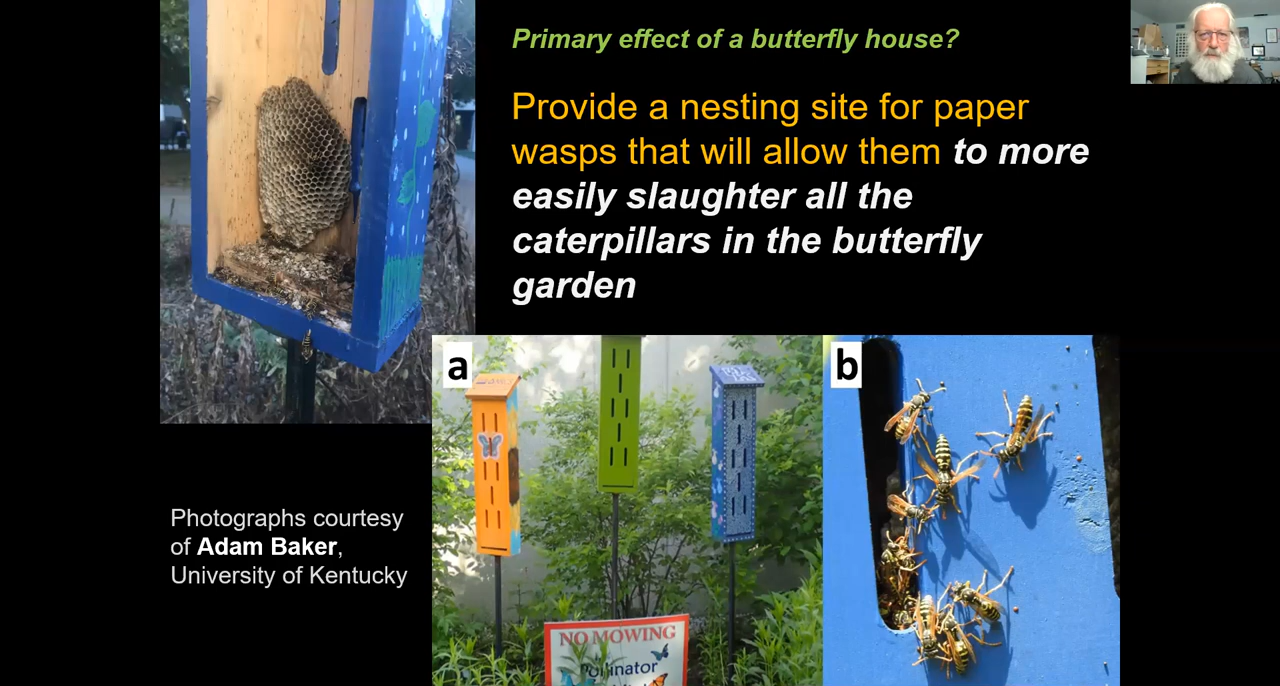 Primary effect of a butterfly house?
Provide a nesting site for paper
wasps that will allow them to more
easily slaughter all the
caterpillars in the butterfly
garden
a
b
NO MOWING
Pollinator
Photographs courtesy
of Adam Baker,
University of Kentucky